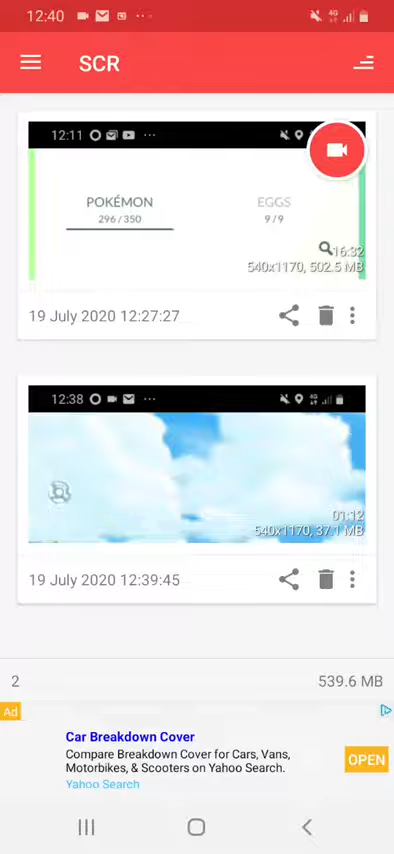 12:40
SCR
12:11
POKÉMON
296 / 350
EGGS
9 / 9
16:32
540x1170, 502.5 MB
19 July 2020 12:27:27
12:38
4G
01:12
540x1170, 37.1 MB
19 July 2020 12:39:45
2
539.6 MB
Ad
Car Breakdown Cover
Compare Breakdown Cover for Cars, Vans,
Motorbikes, & Scooters on Yahoo Search.
Yahoo Search
OPEN